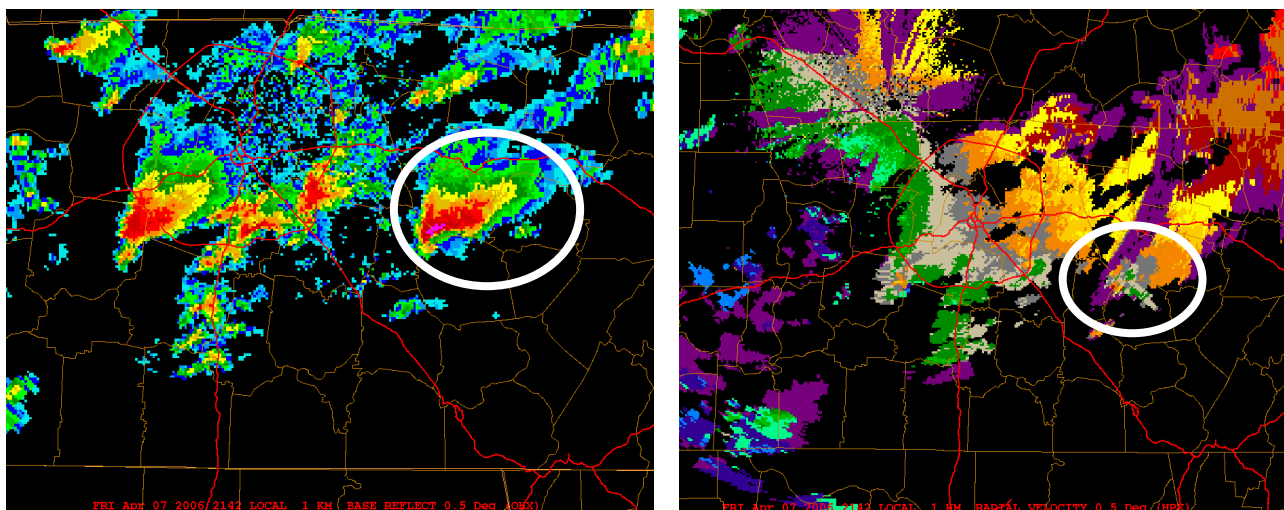 FRI Apr 07 2006/2142 LOCAL 1 KM BASE REFLECT 0.5 Deg (OHX)
FRI Apr 07 2006/2142 LOCAL 1 KM RADIAL VELOCITY 0.5 Deg (HPX)